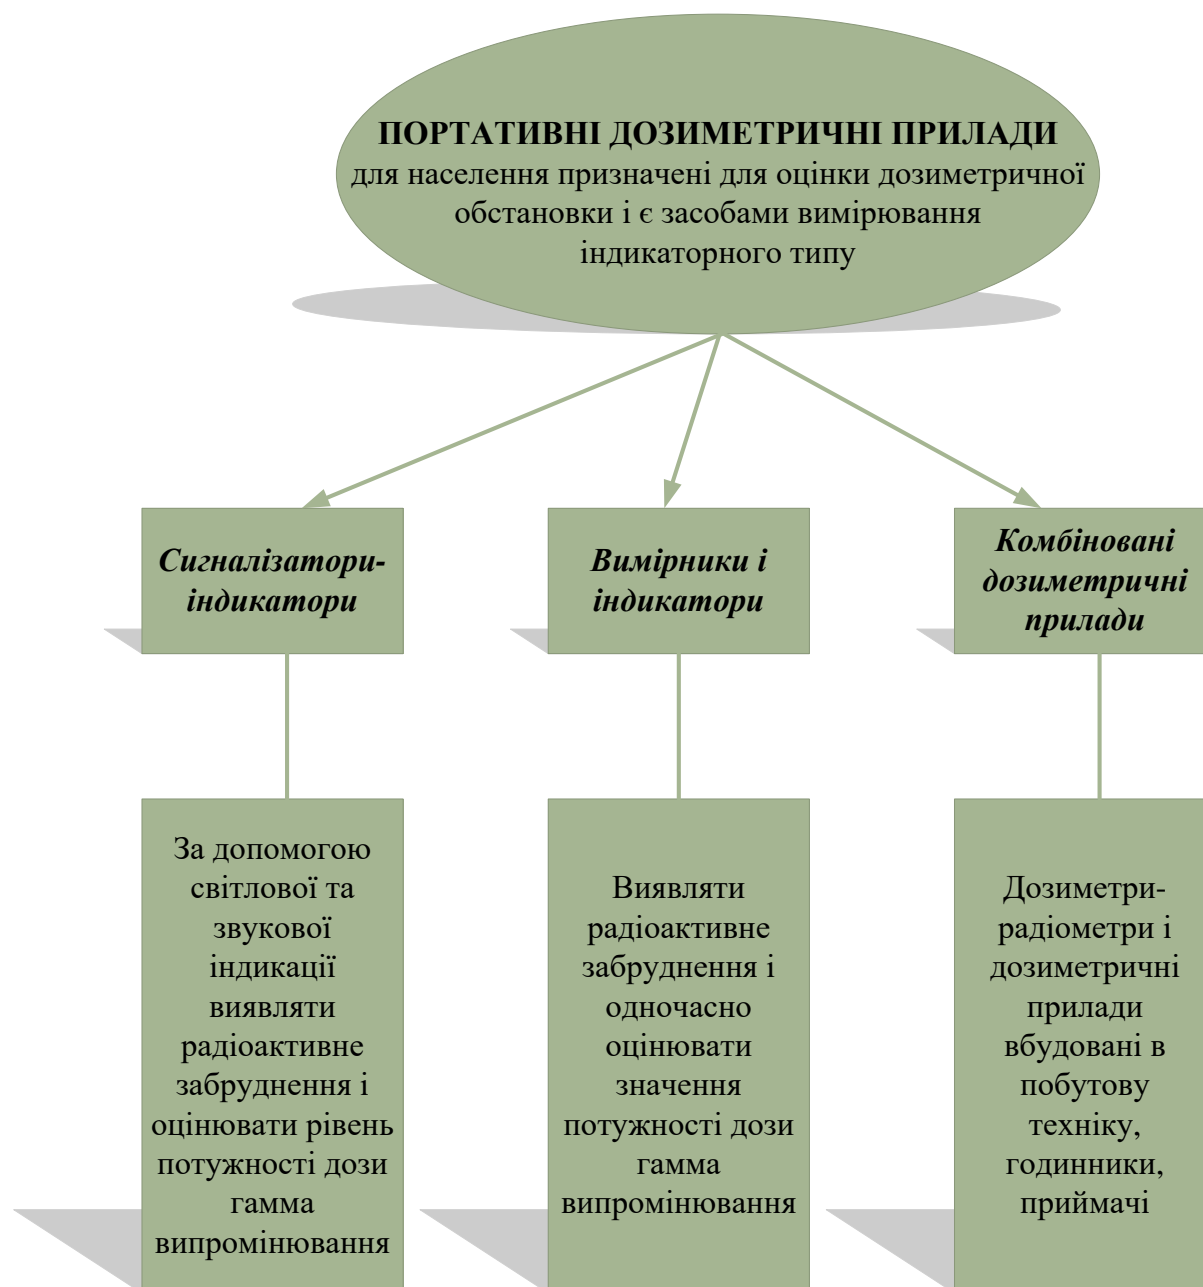 ПОРТАТИВНІ ДОЗИМЕТРИЧНІ ПРИЛАДИ
для населення призначені для оцінки дозиметричної
обстановки і є засобами вимірювання
індикаторного типу
Сигналізатори-
індикатори
Вимірники і
індикатори
Комбіновані
дозиметричні
прилади
За допомогою
світлової та
звукової
індикації
виявляти
радіоактивне
забруднення і
оцінювати рівень
потужності дози
гамма
випромінювання
Виявляти
радіоактивне
забруднення і
одночасно
оцінювати
значення
потужності дози
гамма
випромінювання
Дозиметри-
радіометри і
дозиметричні
прилади
вбудовані в
побутову
техніку,
годинники,
приймачі